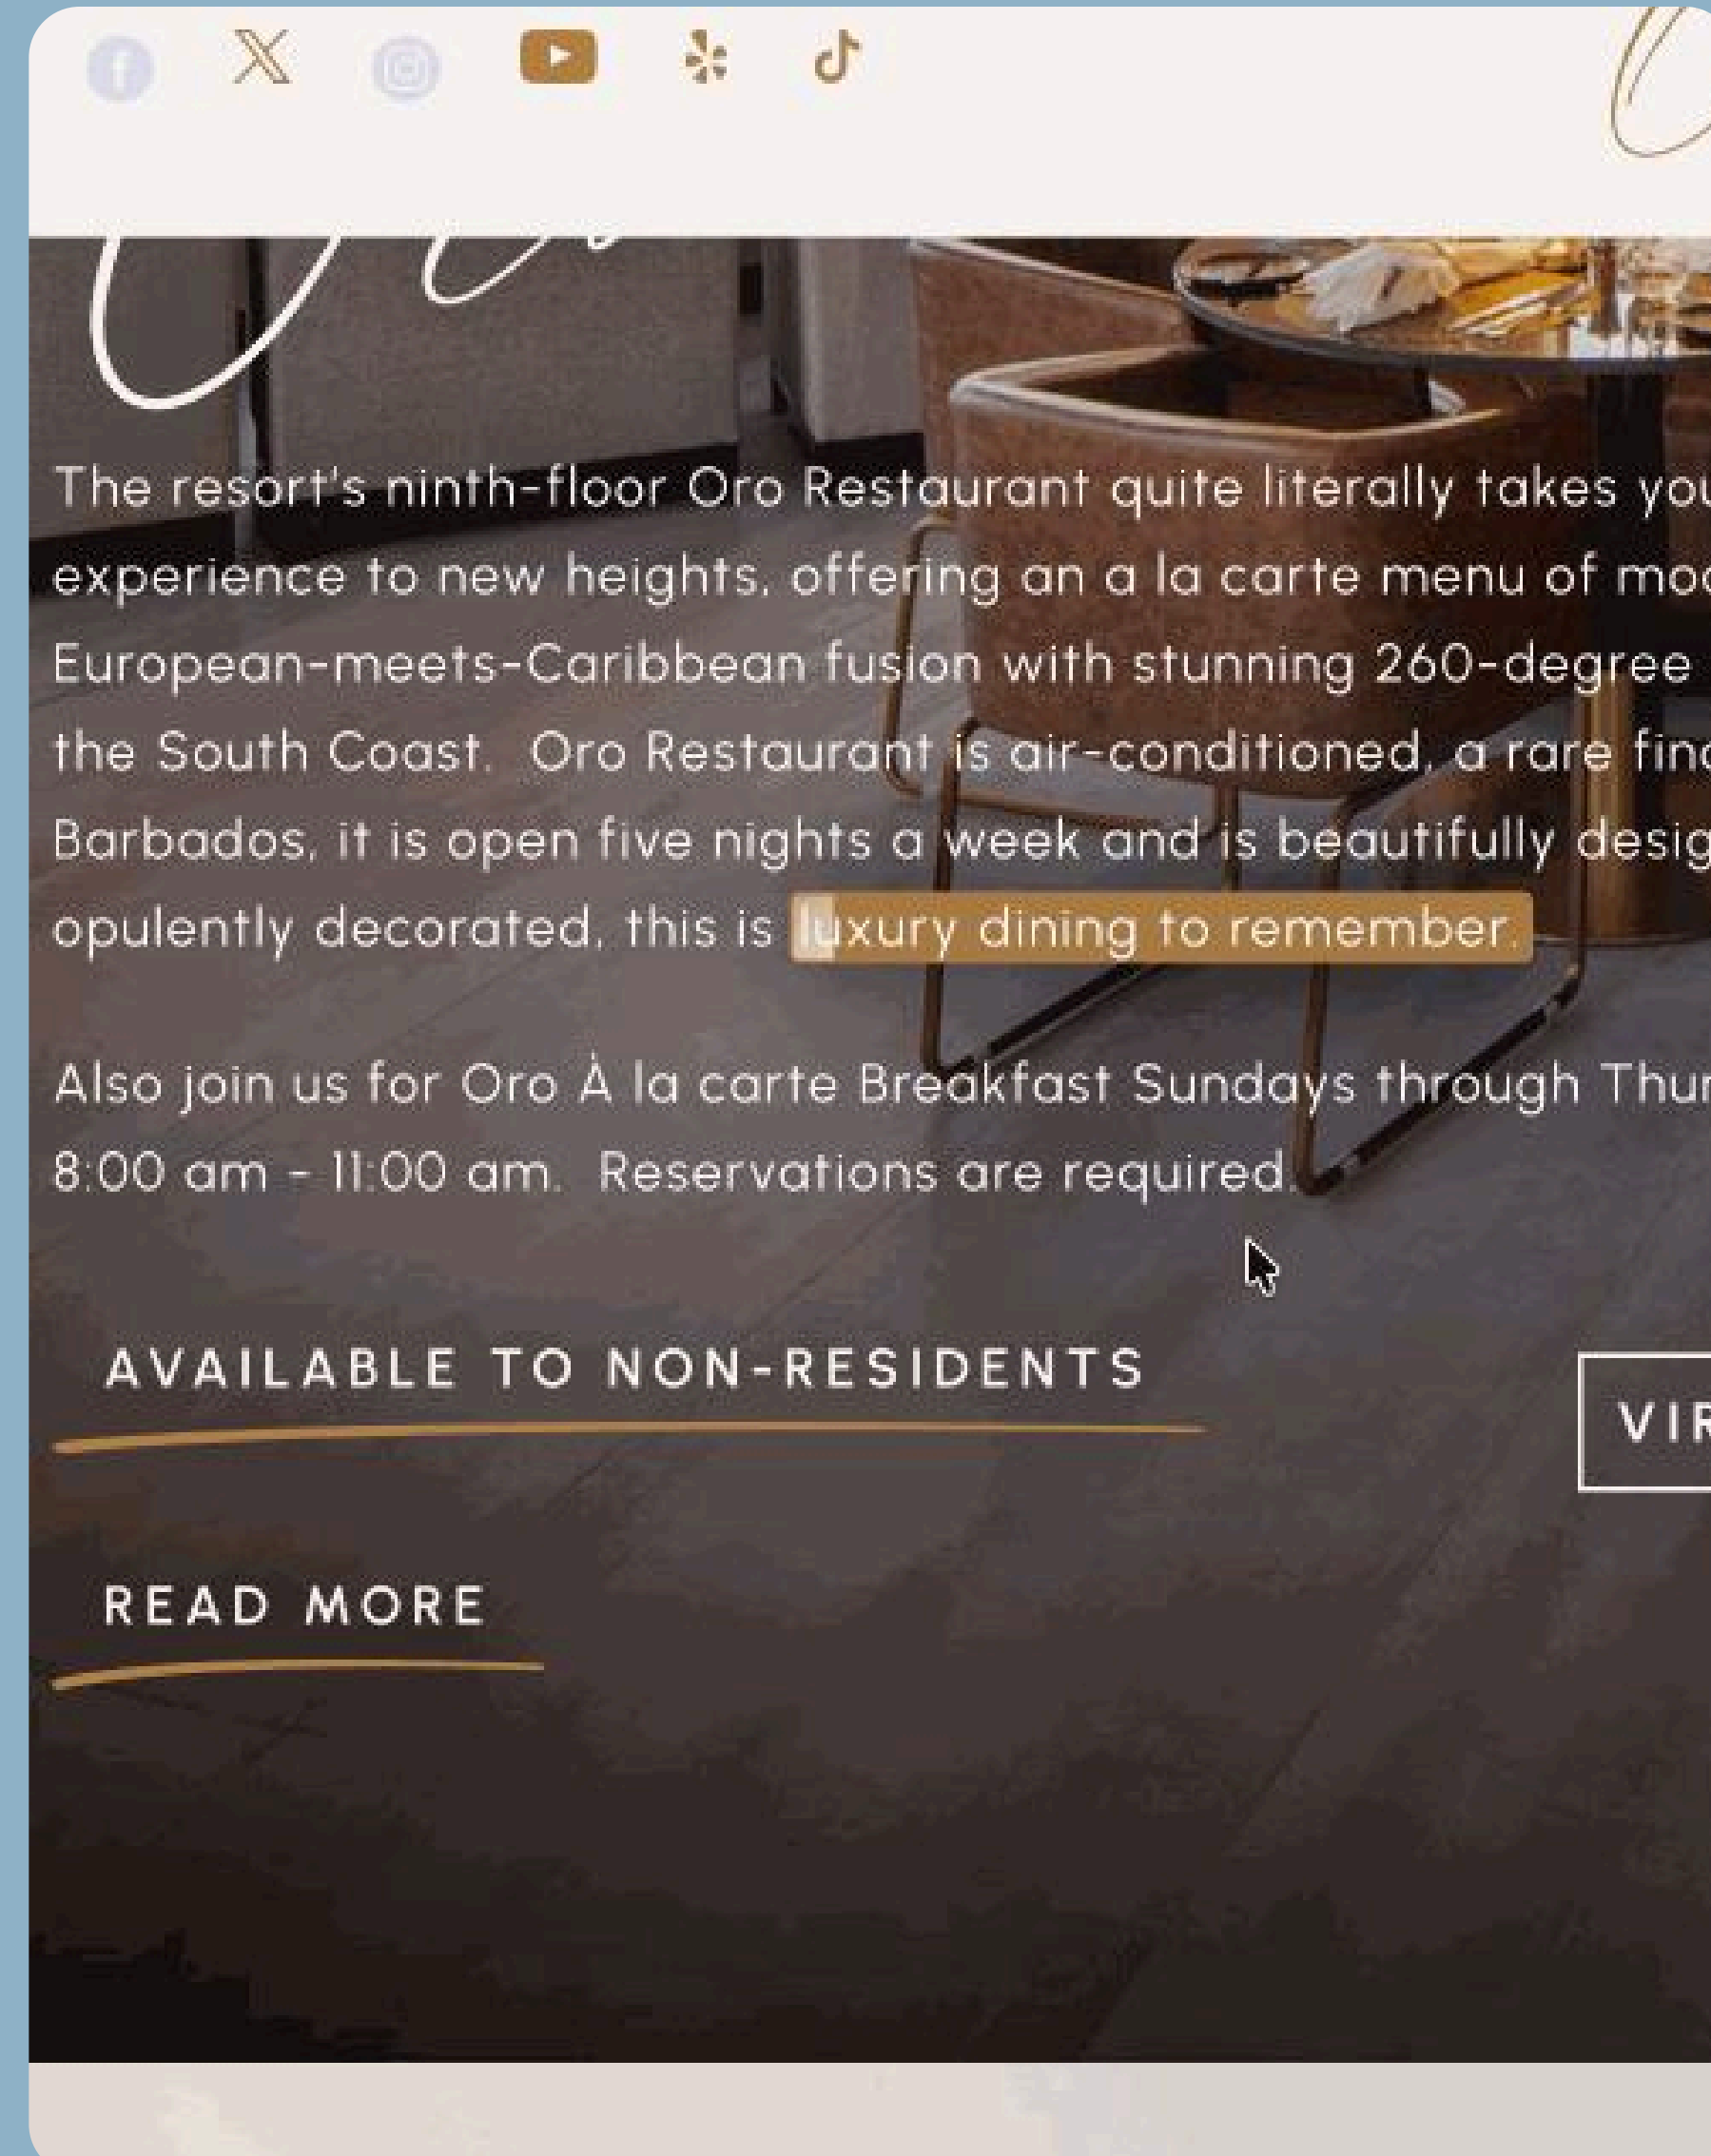 The resort's ninth-floor Oro Restaurant quite literally takes you
experience to new heights, offering an a la carte menu of
European-meets-Caribbean fusion with stunning 260-degree
the South Coast. Oro Restaurant is air-conditioned, a rare
Barbados, it is open five nights a week and is beautifully
opulently decorated, this is luxury dining to remember.
Also join us for Oro À la carte Breakfast Sundays through
8:00 am - 11:00 am. Reservations are required.
AVAILABLE TO NON-RESIDENTS
READ MORE